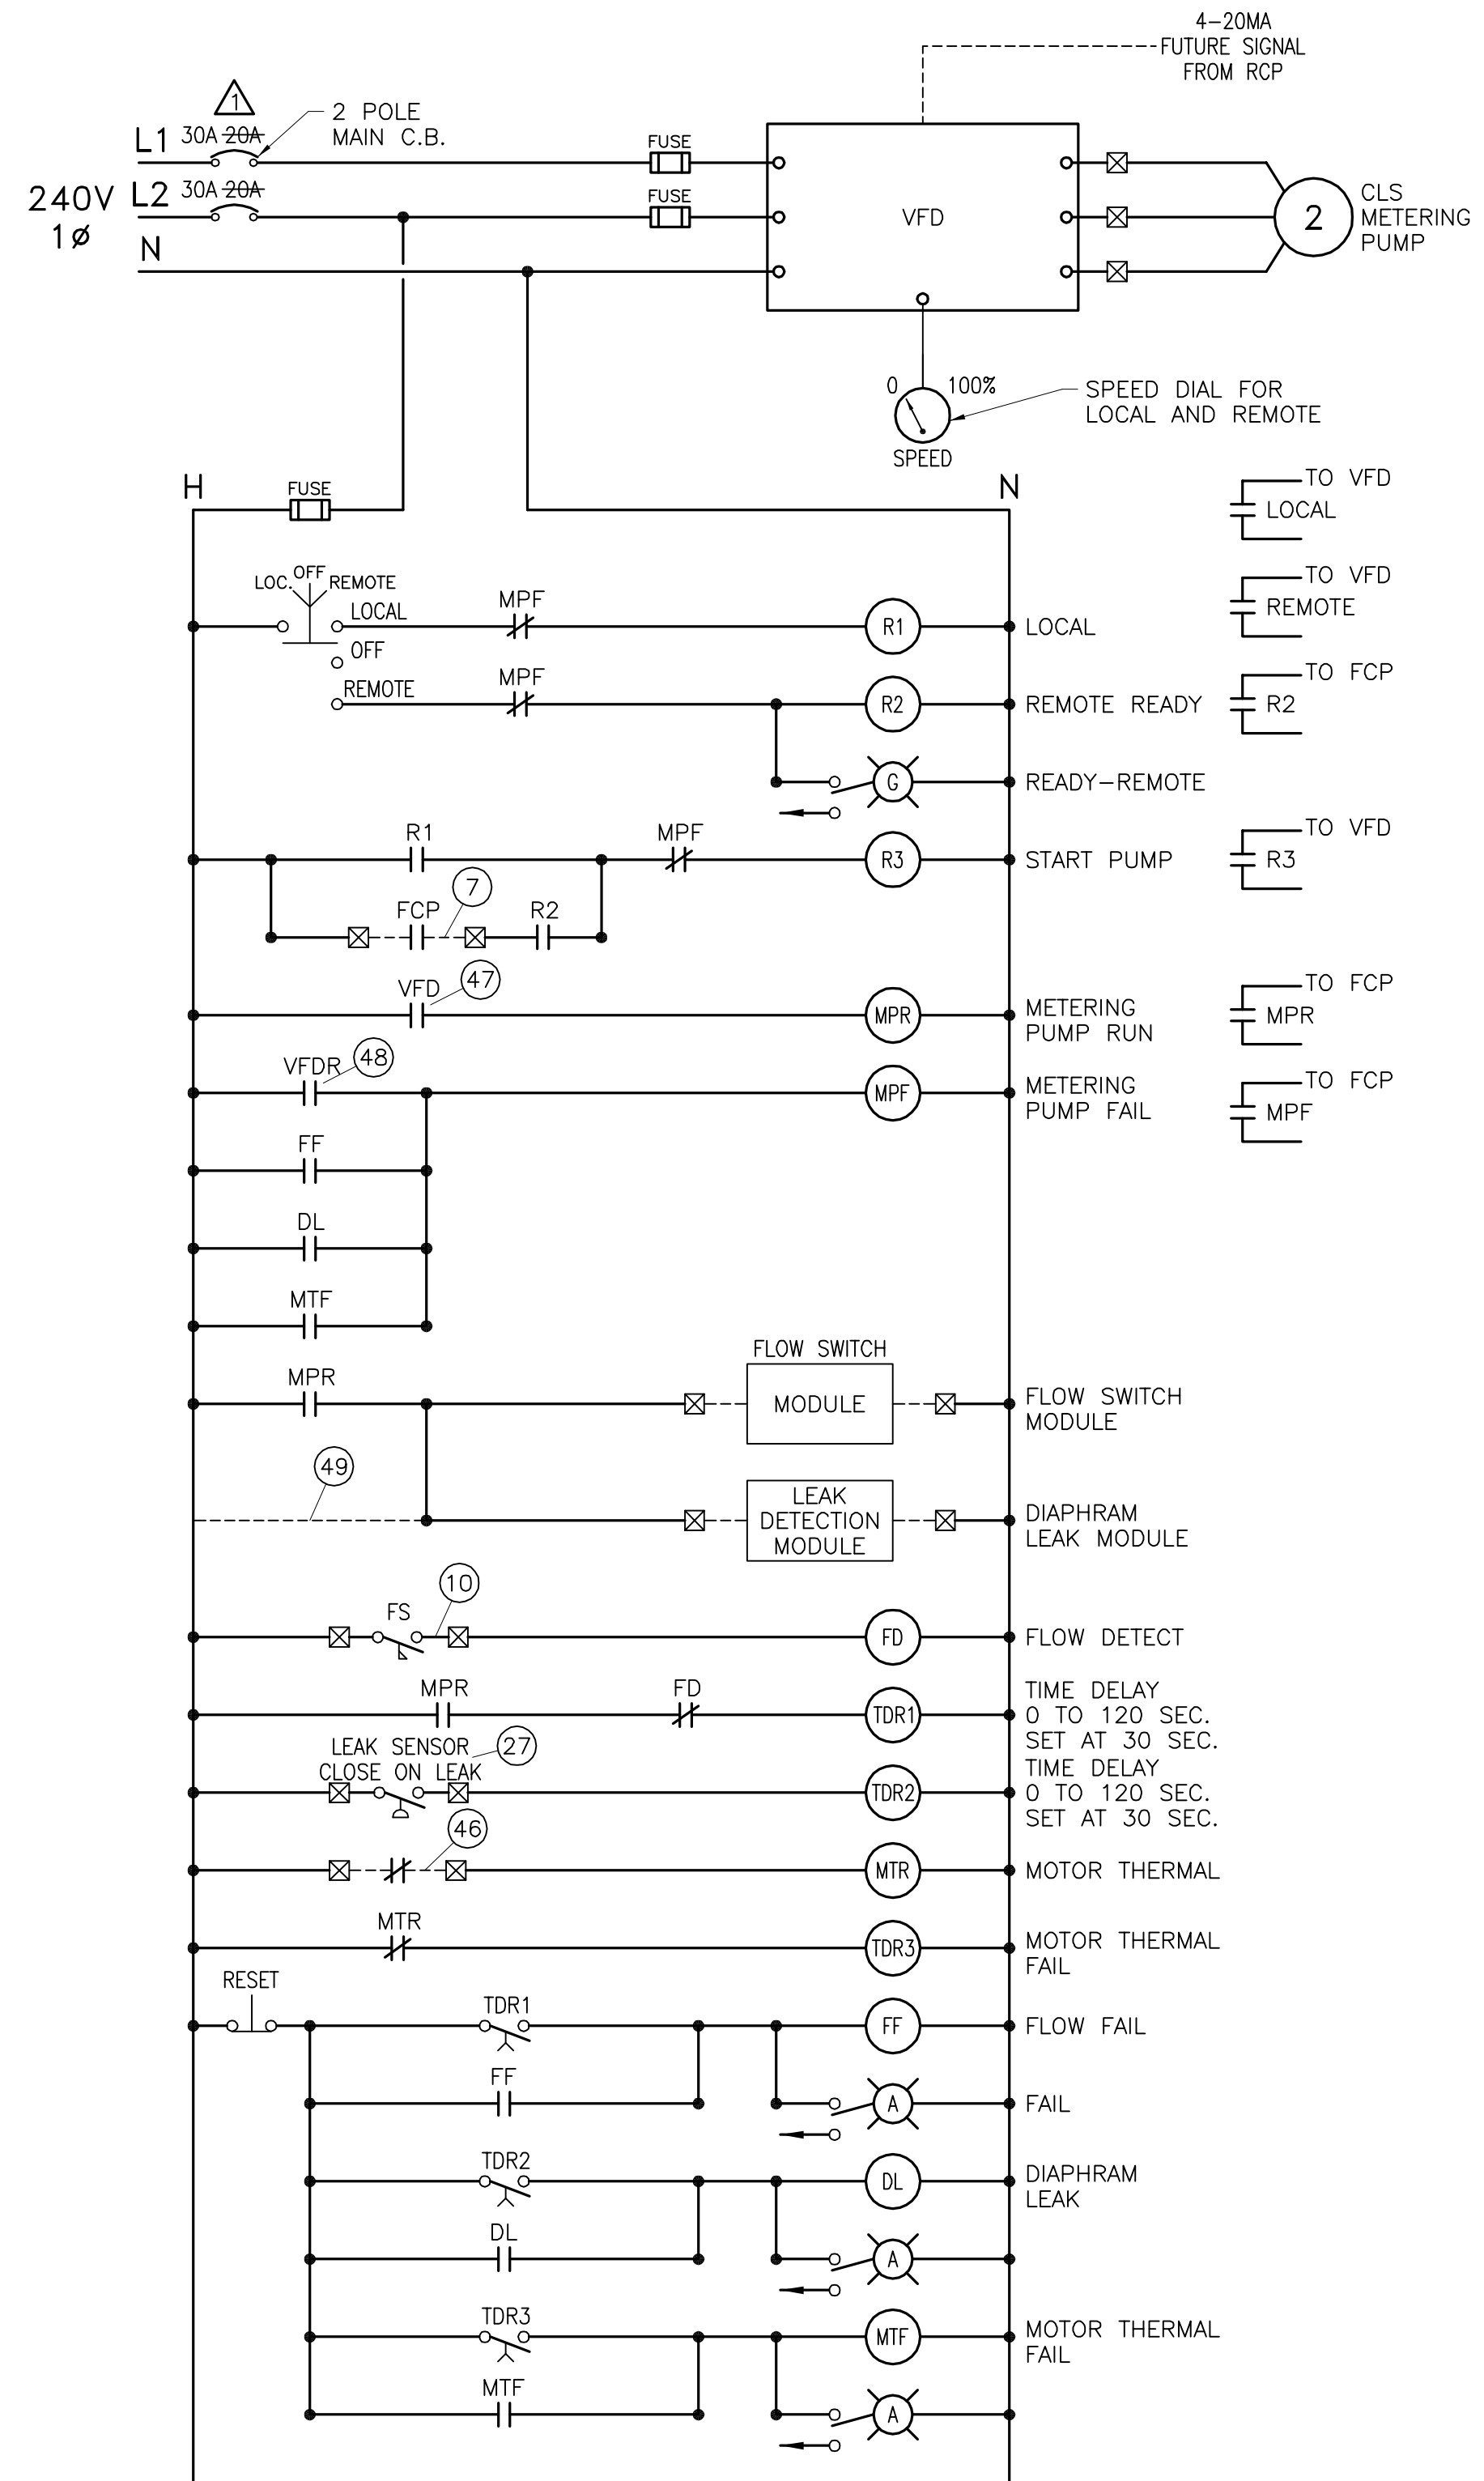 4-20MA
FUTURE SIGNAL
FROM RCP
1
2 POLE
MAIN C.B.
L1 30A 20A
FUSE
240V
1ø
L2 30A 20A
FUSE
N
VFD
2
CLS
METERING
PUMP
0 100%
SPEED
SPEED DIAL FOR
LOCAL AND REMOTE
H
FUSE
N
TO VFD
LOCAL
LOC. OFF REMOTE
LOCAL
MPF
R1
LOCAL
TO VFD
REMOTE
OFF
REMOTE
MPF
R2
REMOTE READY
TO FCP
R2
G
READY-REMOTE
R1
MPF
R3
START PUMP
TO VFD
R3
7
FCP
R2
VFD
47
MPR
METERING
PUMP RUN
TO FCP
MPR
VFDR
48
MPF
METERING
PUMP FAIL
TO FCP
MPF
FF
DL
MTF
MPR
FLOW SWITCH
MODULE
FLOW SWITCH
MODULE
49
LEAK
DETECTION
MODULE
DIAPHRAM
LEAK MODULE
FS
10
FD
FLOW DETECT
MPR
FD
TDR1
TIME DELAY
0 TO 120 SEC.
SET AT 30 SEC.
LEAK SENSOR
CLOSE ON LEAK
27
TDR2
TIME DELAY
0 TO 120 SEC.
SET AT 30 SEC.
46
MTR
MOTOR THERMAL
MTR
TDR3
MOTOR THERMAL
FAIL
RESET
TDR1
FF
FLOW FAIL
FF
A
FAIL
TDR2
DL
DIAPHRAM
LEAK
DL
A
TDR3
MTF
MOTOR THERMAL
FAIL
MTF
A